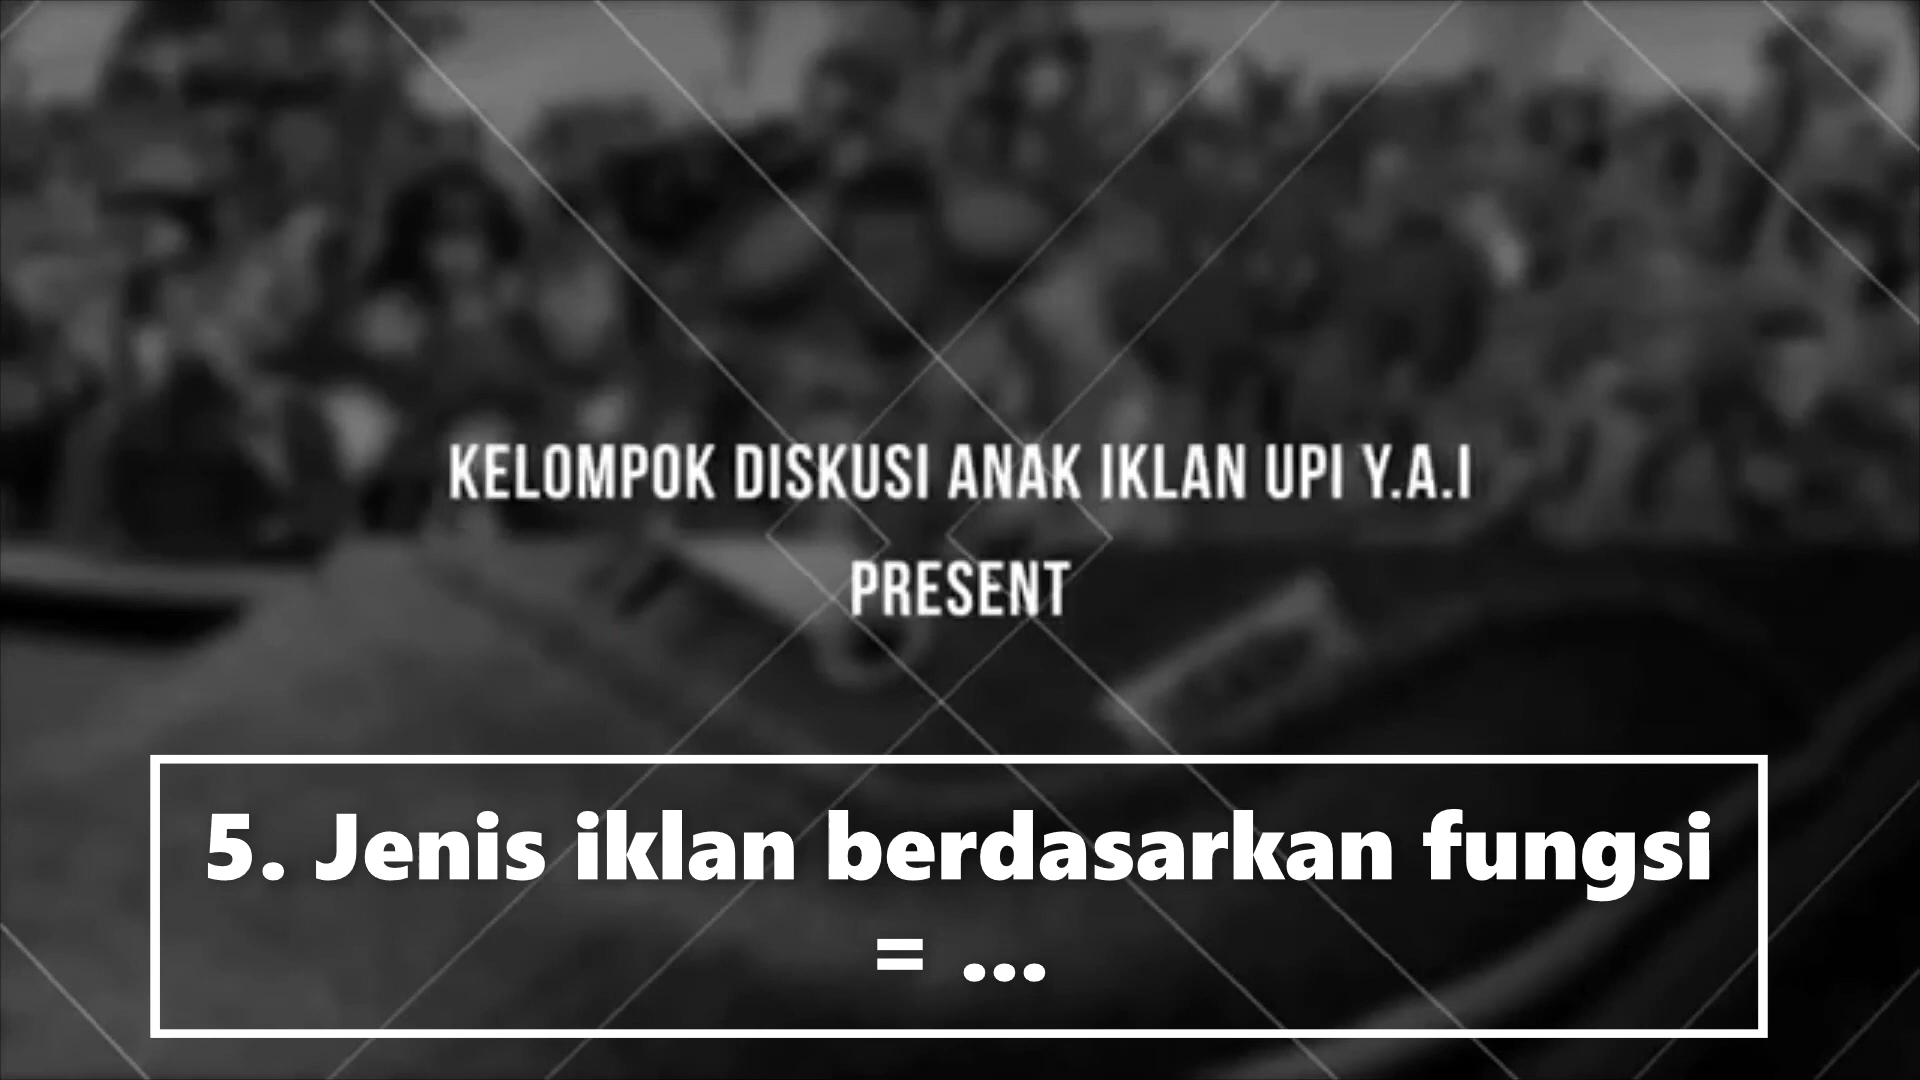 KELOMPOK DISKUSI ANAK IKLAN UPI Y.A.I
PRESENT
5. Jenis iklan berdasarkan fungsi
= ...